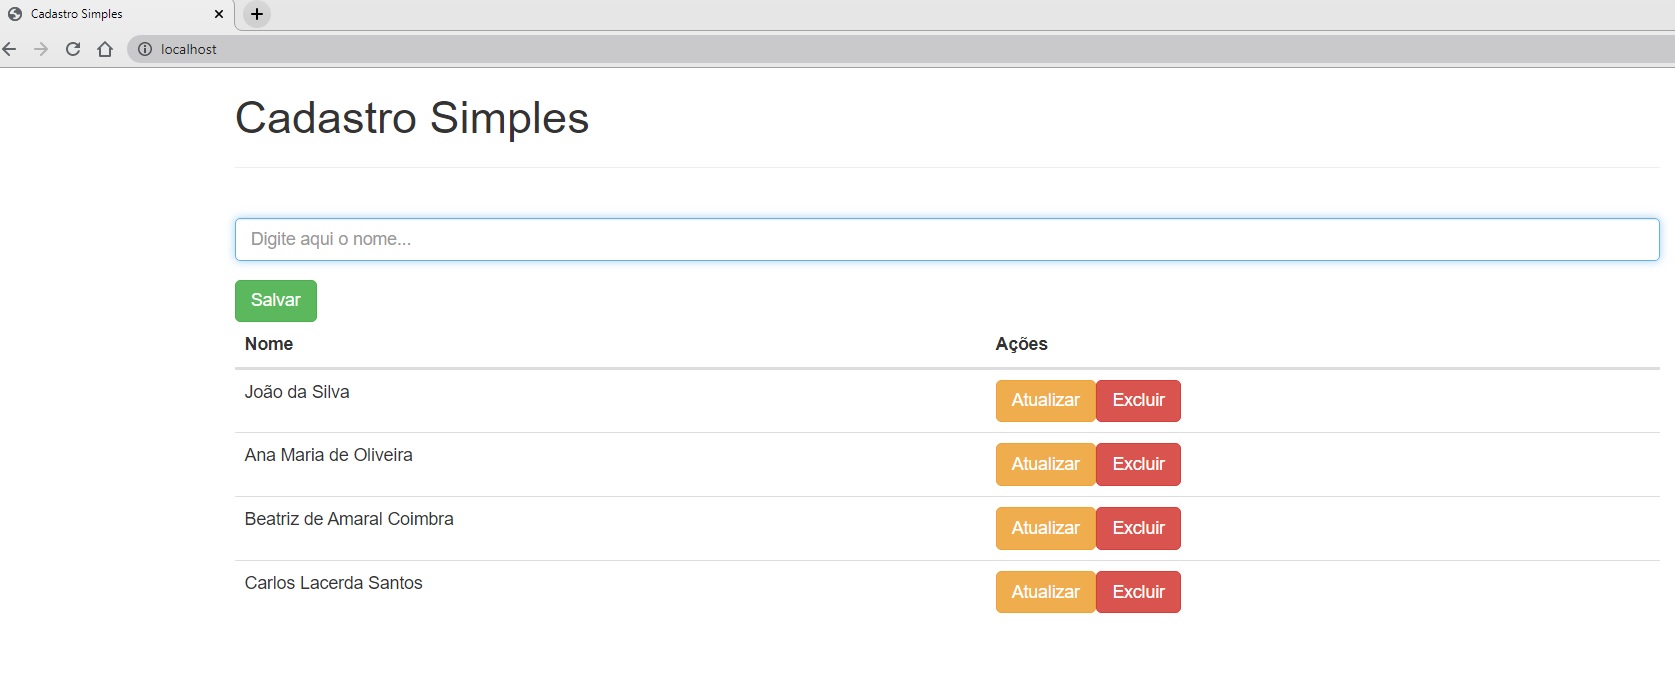 Cadastro Simples
localhost
Cadastro Simples
Digite aqui o nome...
Salvar
Nome Ações
João da Silva Atualizar Excluir
Ana Maria de Oliveira Atualizar Excluir
Beatriz de Amaral Coimbra Atualizar Excluir
Carlos Lacerda Santos Atualizar Excluir